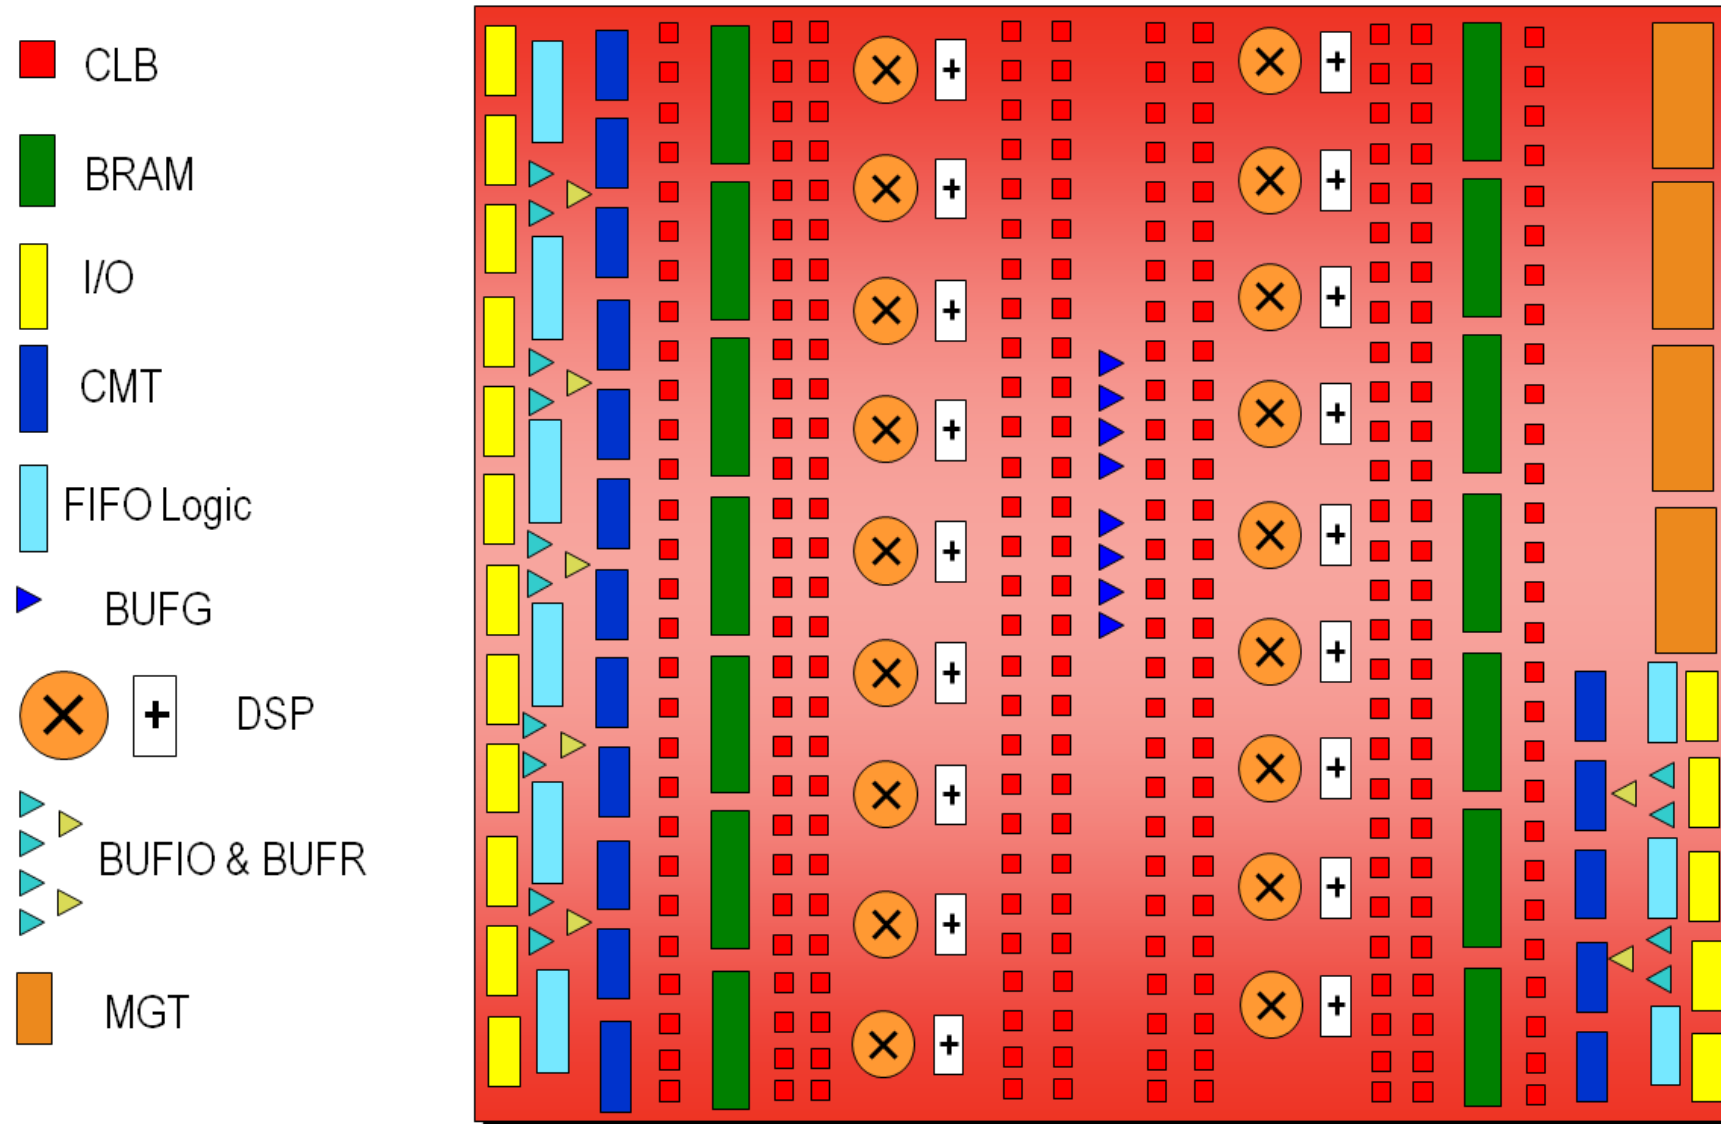 CLB
BRAM
I/O
CMT
FIFO Logic
BUFG
DSP
BUFIO & BUFR
MGT